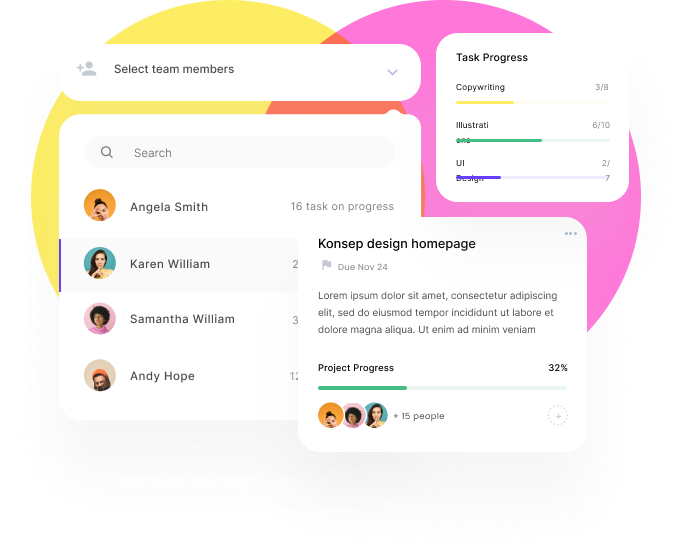 Select team members
Search
Angela Smith 16 task on progress
Karen William 2
Samantha William 3
Andy Hope 12
Task Progress
Copywriting 3/8
Illustrati 6/10
ons
UI 2/
Design 7
Konsep design homepage
Due Nov 24
Lorem ipsum dolor sit amet, consectetur adipiscing
elit, sed do eiusmod tempor incididunt ut labore et
dolore magna aliqua. Ut enim ad minim veniam
Project Progress 32%
+ 15 people